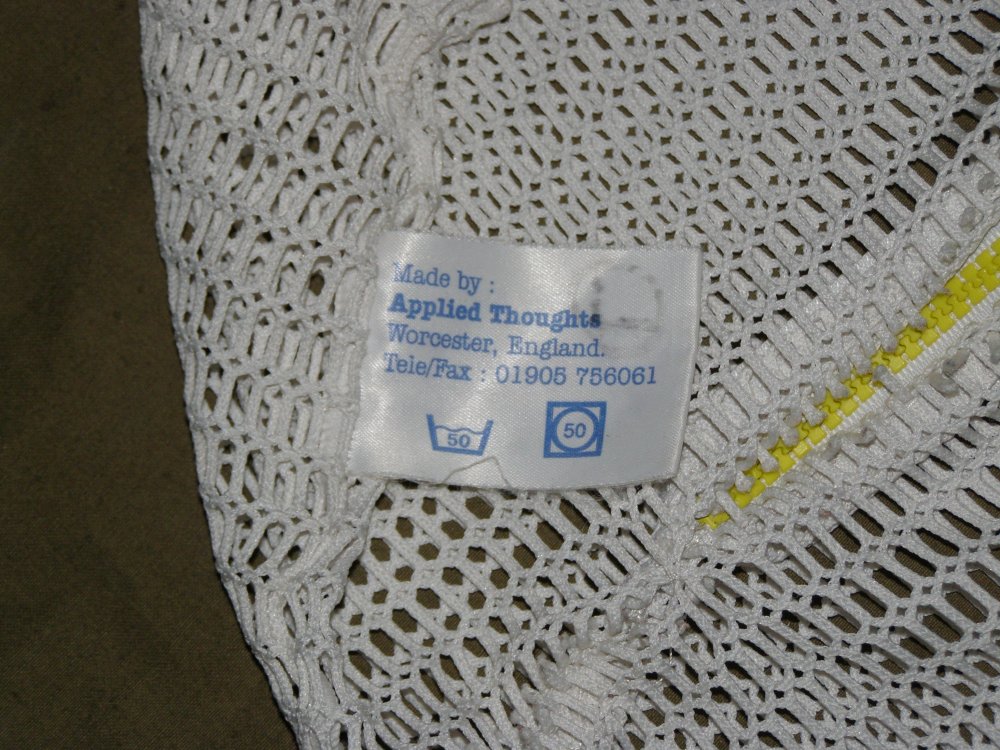 Made by :
Applied Thoughts
Worcester, England.
Tele/Fax : 01905 756061
50
50